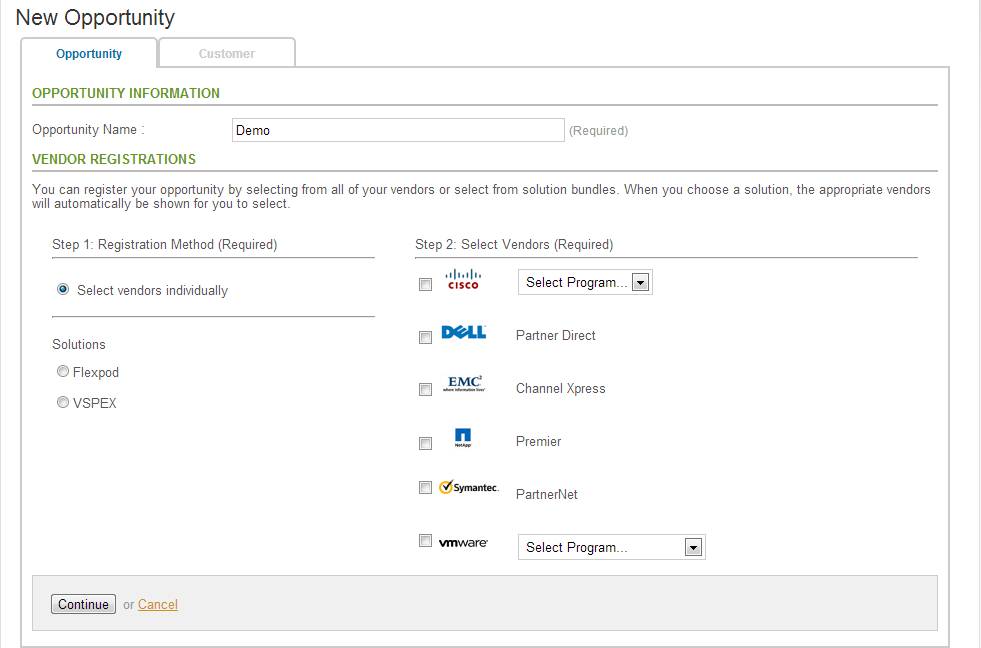 New Opportunity
Opportunity
Customer
OPPORTUNITY INFORMATION
Opportunity Name :
Demo
(Required)
VENDOR REGISTRATIONS
You can register your opportunity by selecting from all of your vendors or select from solution bundles. When you choose a solution, the appropriate vendors
will automatically be shown for you to select.
Step 1: Registration Method (Required)
Select vendors individually
Solutions
Flexpod
VSPEX
Step 2: Select Vendors (Required)
CISCO
Select Program...
DELL
Partner Direct
EMC²
where information lives®
Channel Xpress
NetApp
Premier
Symantec.
PartnerNet
vmware®
Select Program...
Continue or Cancel